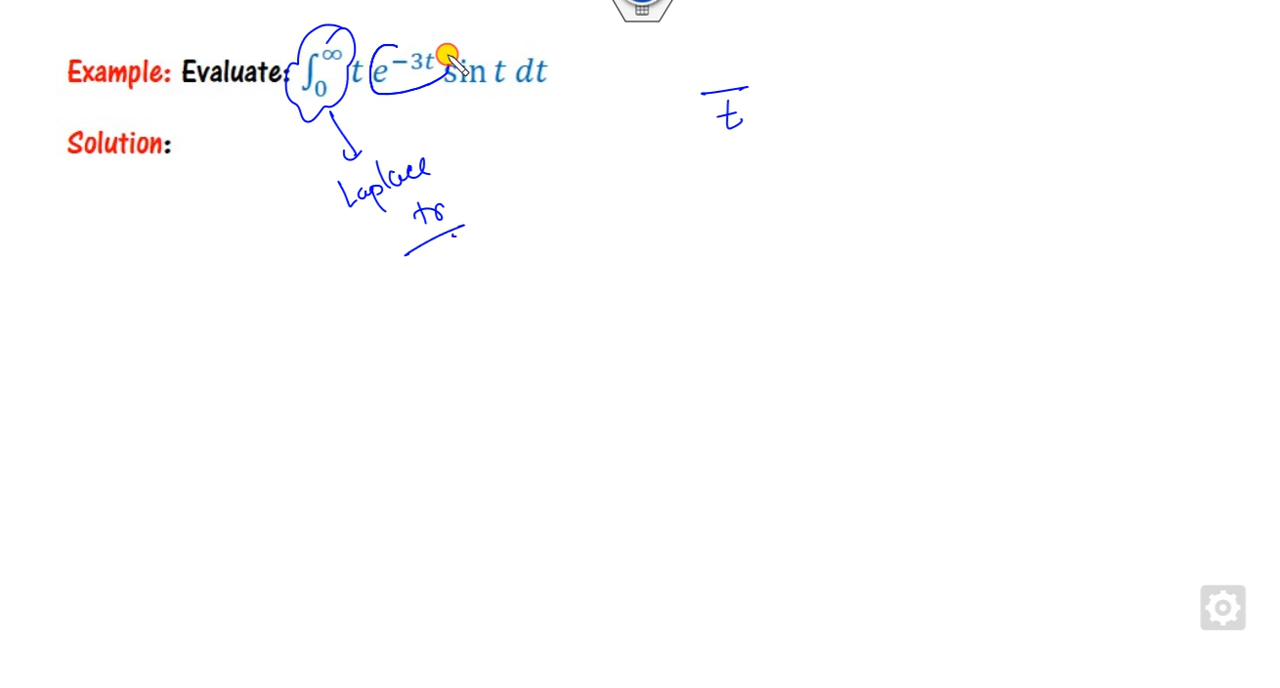 Example: Evaluate: ∫₀^∞ t e^{-3t} sin t dt
t
Solution:
Laplace
tr